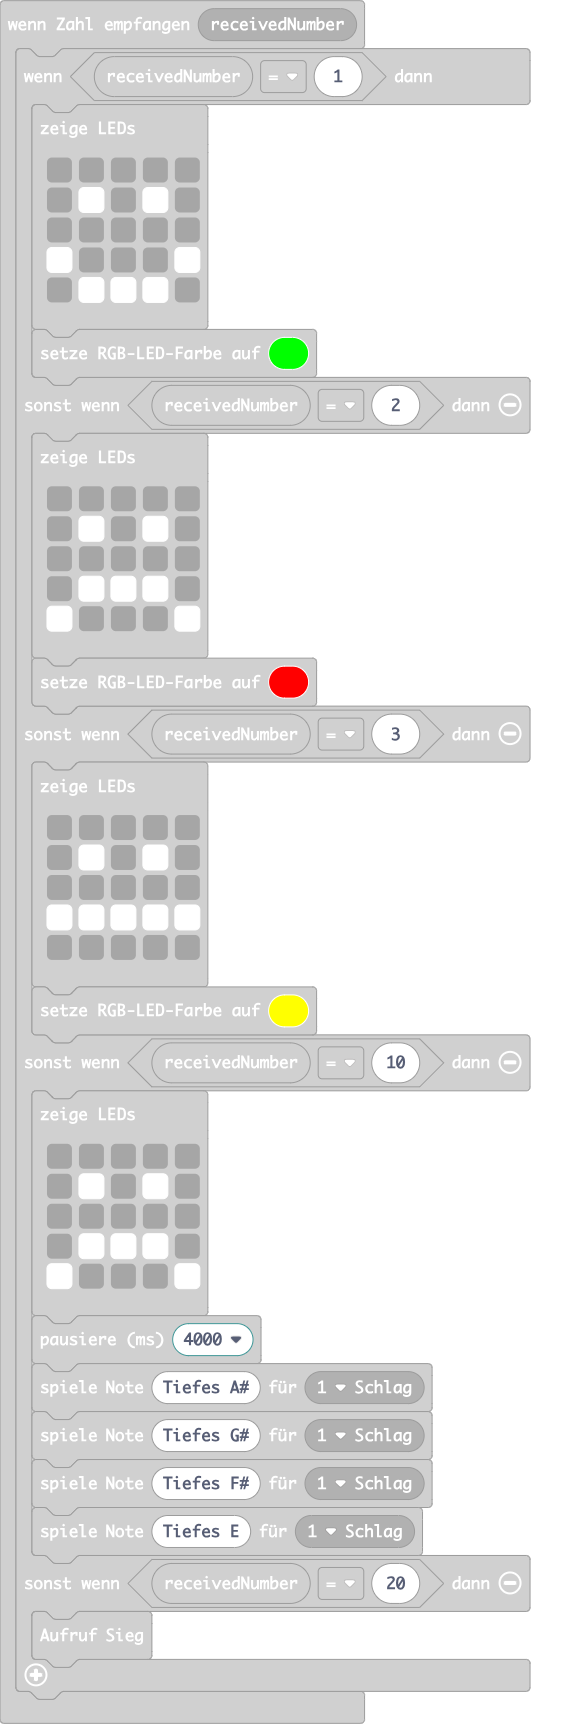 wenn Zahl empfangen receivedNumber
wenn receivedNumber = 1 dann
zeige LEDs
setze RGB-LED-Farbe auf
sonst wenn receivedNumber = 2 dann
zeige LEDs
setze RGB-LED-Farbe auf
sonst wenn receivedNumber = 3 dann
zeige LEDs
setze RGB-LED-Farbe auf
sonst wenn receivedNumber = 10 dann
zeige LEDs
pausiere (ms) 4000
spiele Note Tiefes A# für 1 Schlag
spiele Note Tiefes G# für 1 Schlag
spiele Note Tiefes F# für 1 Schlag
spiele Note Tiefes E für 1 Schlag
sonst wenn receivedNumber = 20 dann
Aufruf Sieg